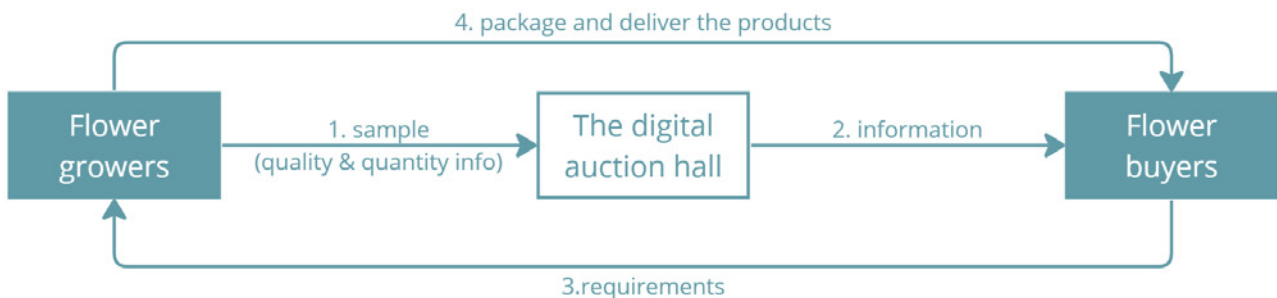 4. package and deliver the products
Flower
growers
1. sample
(quality & quantity info)
The digital
auction hall
2. information
Flower
buyers
3.requirements